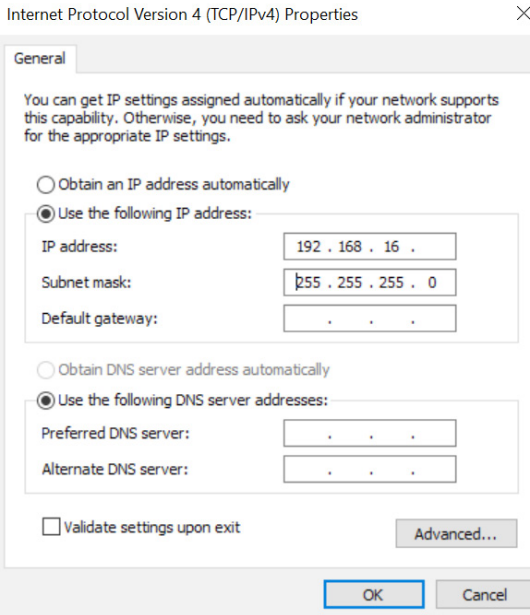 Internet Protocol Version 4 (TCP/IPv4) Properties
General
You can get IP settings assigned automatically if your network supports
this capability. Otherwise, you need to ask your network administrator
for the appropriate IP settings.
Obtain an IP address automatically
Use the following IP address:
IP address: 192 . 168 . 16 .
Subnet mask: 255 . 255 . 255 . 0
Default gateway: . . .
Obtain DNS server address automatically
Use the following DNS server addresses:
Preferred DNS server: . . .
Alternate DNS server: . . .
Validate settings upon exit
Advanced...
OK Cancel